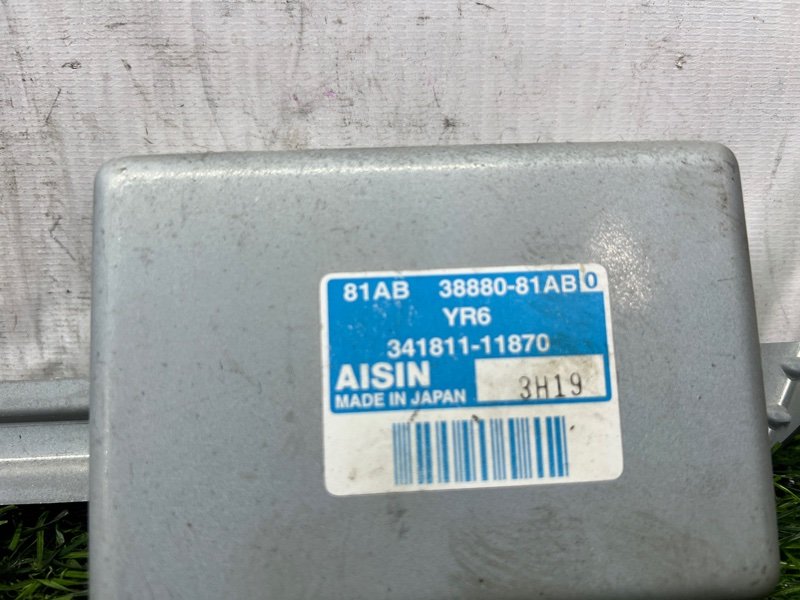 81AB 38880-81AB0
YR6
341811-11870
AISIN
MADE IN JAPAN
3H19